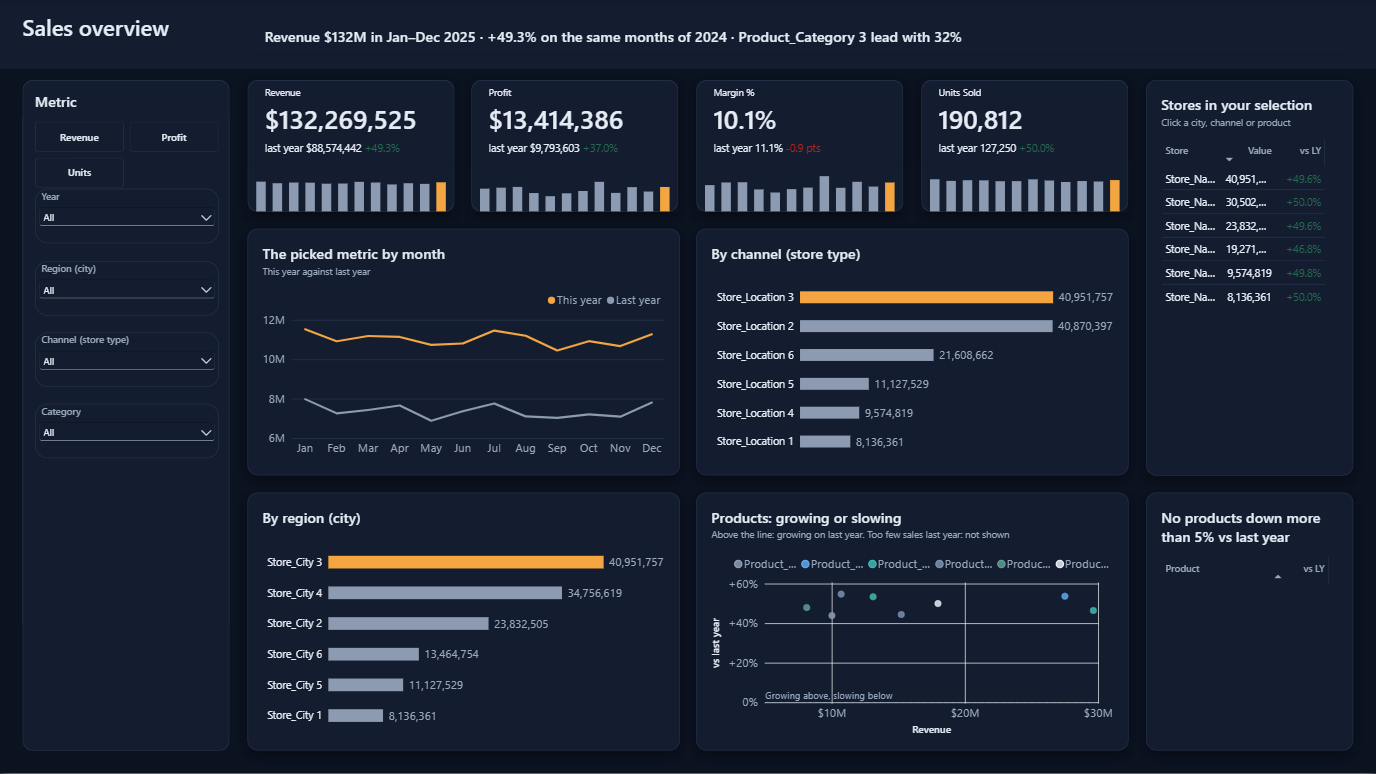 Sales overview
Revenue $132M in Jan–Dec 2025 · +49.3% on the same months of 2024 · Product_Category 3 lead with 32%
Metric
Revenue
Profit
Units
Year
All
Region (city)
All
Channel (store type)
All
Category
All
Revenue
$132,269,525
last year $88,574,442 +49.3%
Profit
$13,414,386
last year $9,793,603 +37.0%
Margin %
10.1%
last year 11.1% -0.9 pts
Units Sold
190,812
last year 127,250 +50.0%
The picked metric by month
This year against last year
This year Last year
12M
10M
8M
6M
Jan Feb Mar Apr May Jun Jul Aug Sep Oct Nov Dec
By channel (store type)
Store_Location 3 40,951,757
Store_Location 2 40,870,397
Store_Location 6 21,608,662
Store_Location 5 11,127,529
Store_Location 4 9,574,819
Store_Location 1 8,136,361
Stores in your selection
Click a city, channel or product
Store Value vs LY
Store_Na... 40,951,... +49.6%
Store_Na... 30,502,... +50.0%
Store_Na... 23,832,... +49.6%
Store_Na... 19,271,... +46.8%
Store_Na... 9,574,819 +49.8%
Store_Na... 8,136,361 +50.0%
By region (city)
Store_City 3 40,951,757
Store_City 4 34,756,619
Store_City 2 23,832,505
Store_City 6 13,464,754
Store_City 5 11,127,529
Store_City 1 8,136,361
Products: growing or slowing
Above the line: growing on last year. Too few sales last year: not shown
Product_... Product_... Product_... Product... Produc... Produc...
+60%
+40%
+20%
0%
vs last year
Growing above, slowing below
$10M $20M $30M
Revenue
No products down more
than 5% vs last year
Product vs LY